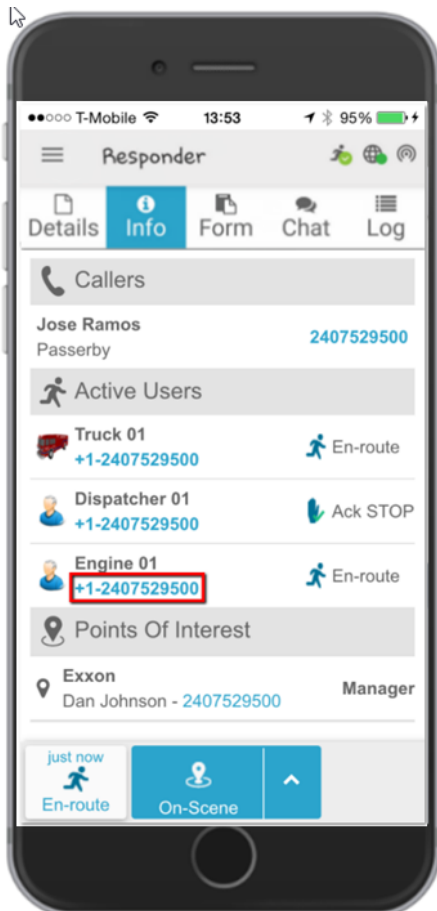 T-Mobile 13:53 95%
Responder
Details Info Form Chat Log
Callers
Jose Ramos
2407529500
Passerby
Active Users
Truck 01
+1-2407529500
En-route
Dispatcher 01
+1-2407529500
Ack STOP
Engine 01
+1-2407529500
En-route
Points Of Interest
Exxon
Dan Johnson - 2407529500
Manager
just now
En-route
On-Scene